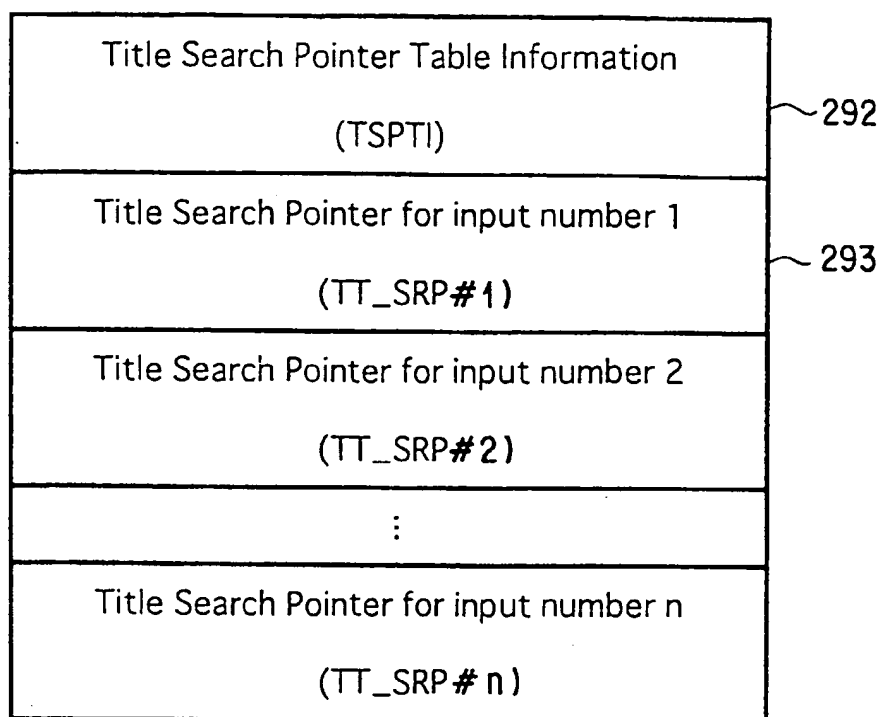 Title Search Pointer Table Information
(TSPTI)
292
Title Search Pointer for input number 1
(TT_SRP#1)
293
Title Search Pointer for input number 2
(TT_SRP#2)
⋮
Title Search Pointer for input number n
(TT_SRP#n)